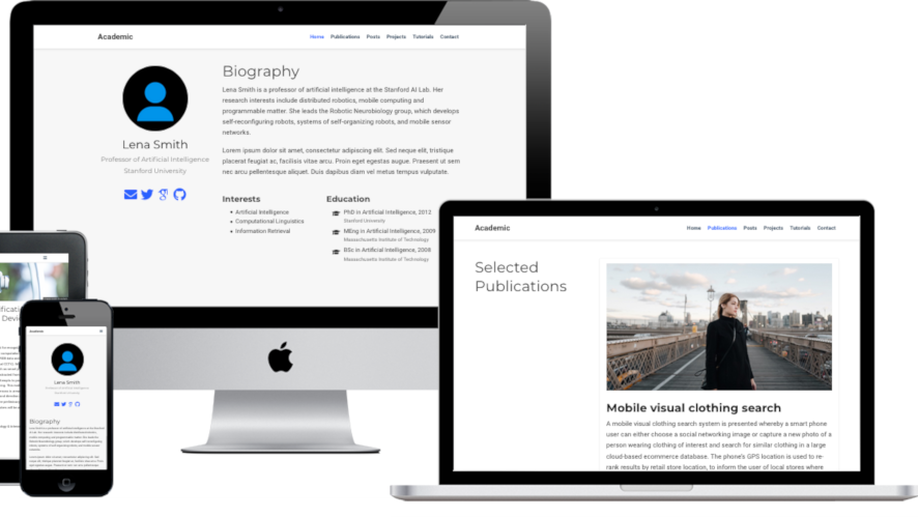 Academic
Home Publications Posts Projects Tutorials Contact
Biography
Lena Smith is a professor of artificial intelligence at the Stanford AI Lab. Her
research interests include distributed robotics, mobile computing and
programmable matter. She leads the Robotic Neurobiology group, which develops
self-reconfiguring robots, systems of self-organizing robots, and mobile sensor
networks.
Lorem ipsum dolor sit amet, consectetur adipiscing elit. Sed neque elit, tristique
placerat feugiat ac, facilisis vitae arcu. Proin eget egestas augue. Praesent ut sem
nec arcu pellentesque aliquet. Duis dapibus diam vel metus tempus vulputate.
Lena Smith
Professor of Artificial Intelligence
Stanford University
Interests
Artificial Intelligence
Computational Linguistics
Information Retrieval
Education
PhD in Artificial Intelligence, 2012
Stanford University
MEng in Artificial Intelligence, 2009
Massachusetts Institute of Technology
BSc in Artificial Intelligence, 2008
Massachusetts Institute of Technology
Academic
Home Publications Posts Projects Tutorials Contact
Selected
Publications
Mobile visual clothing search
A mobile visual clothing search system is presented whereby a smart phone
user can either choose a social networking image or capture a new photo of a
person wearing clothing of interest and search for similar clothing in a large
cloud-based ecommerce database. The phone's GPS location is used to re-
rank results by retail store location, to inform the user of local stores where
Academic
Lena Smith
Biography